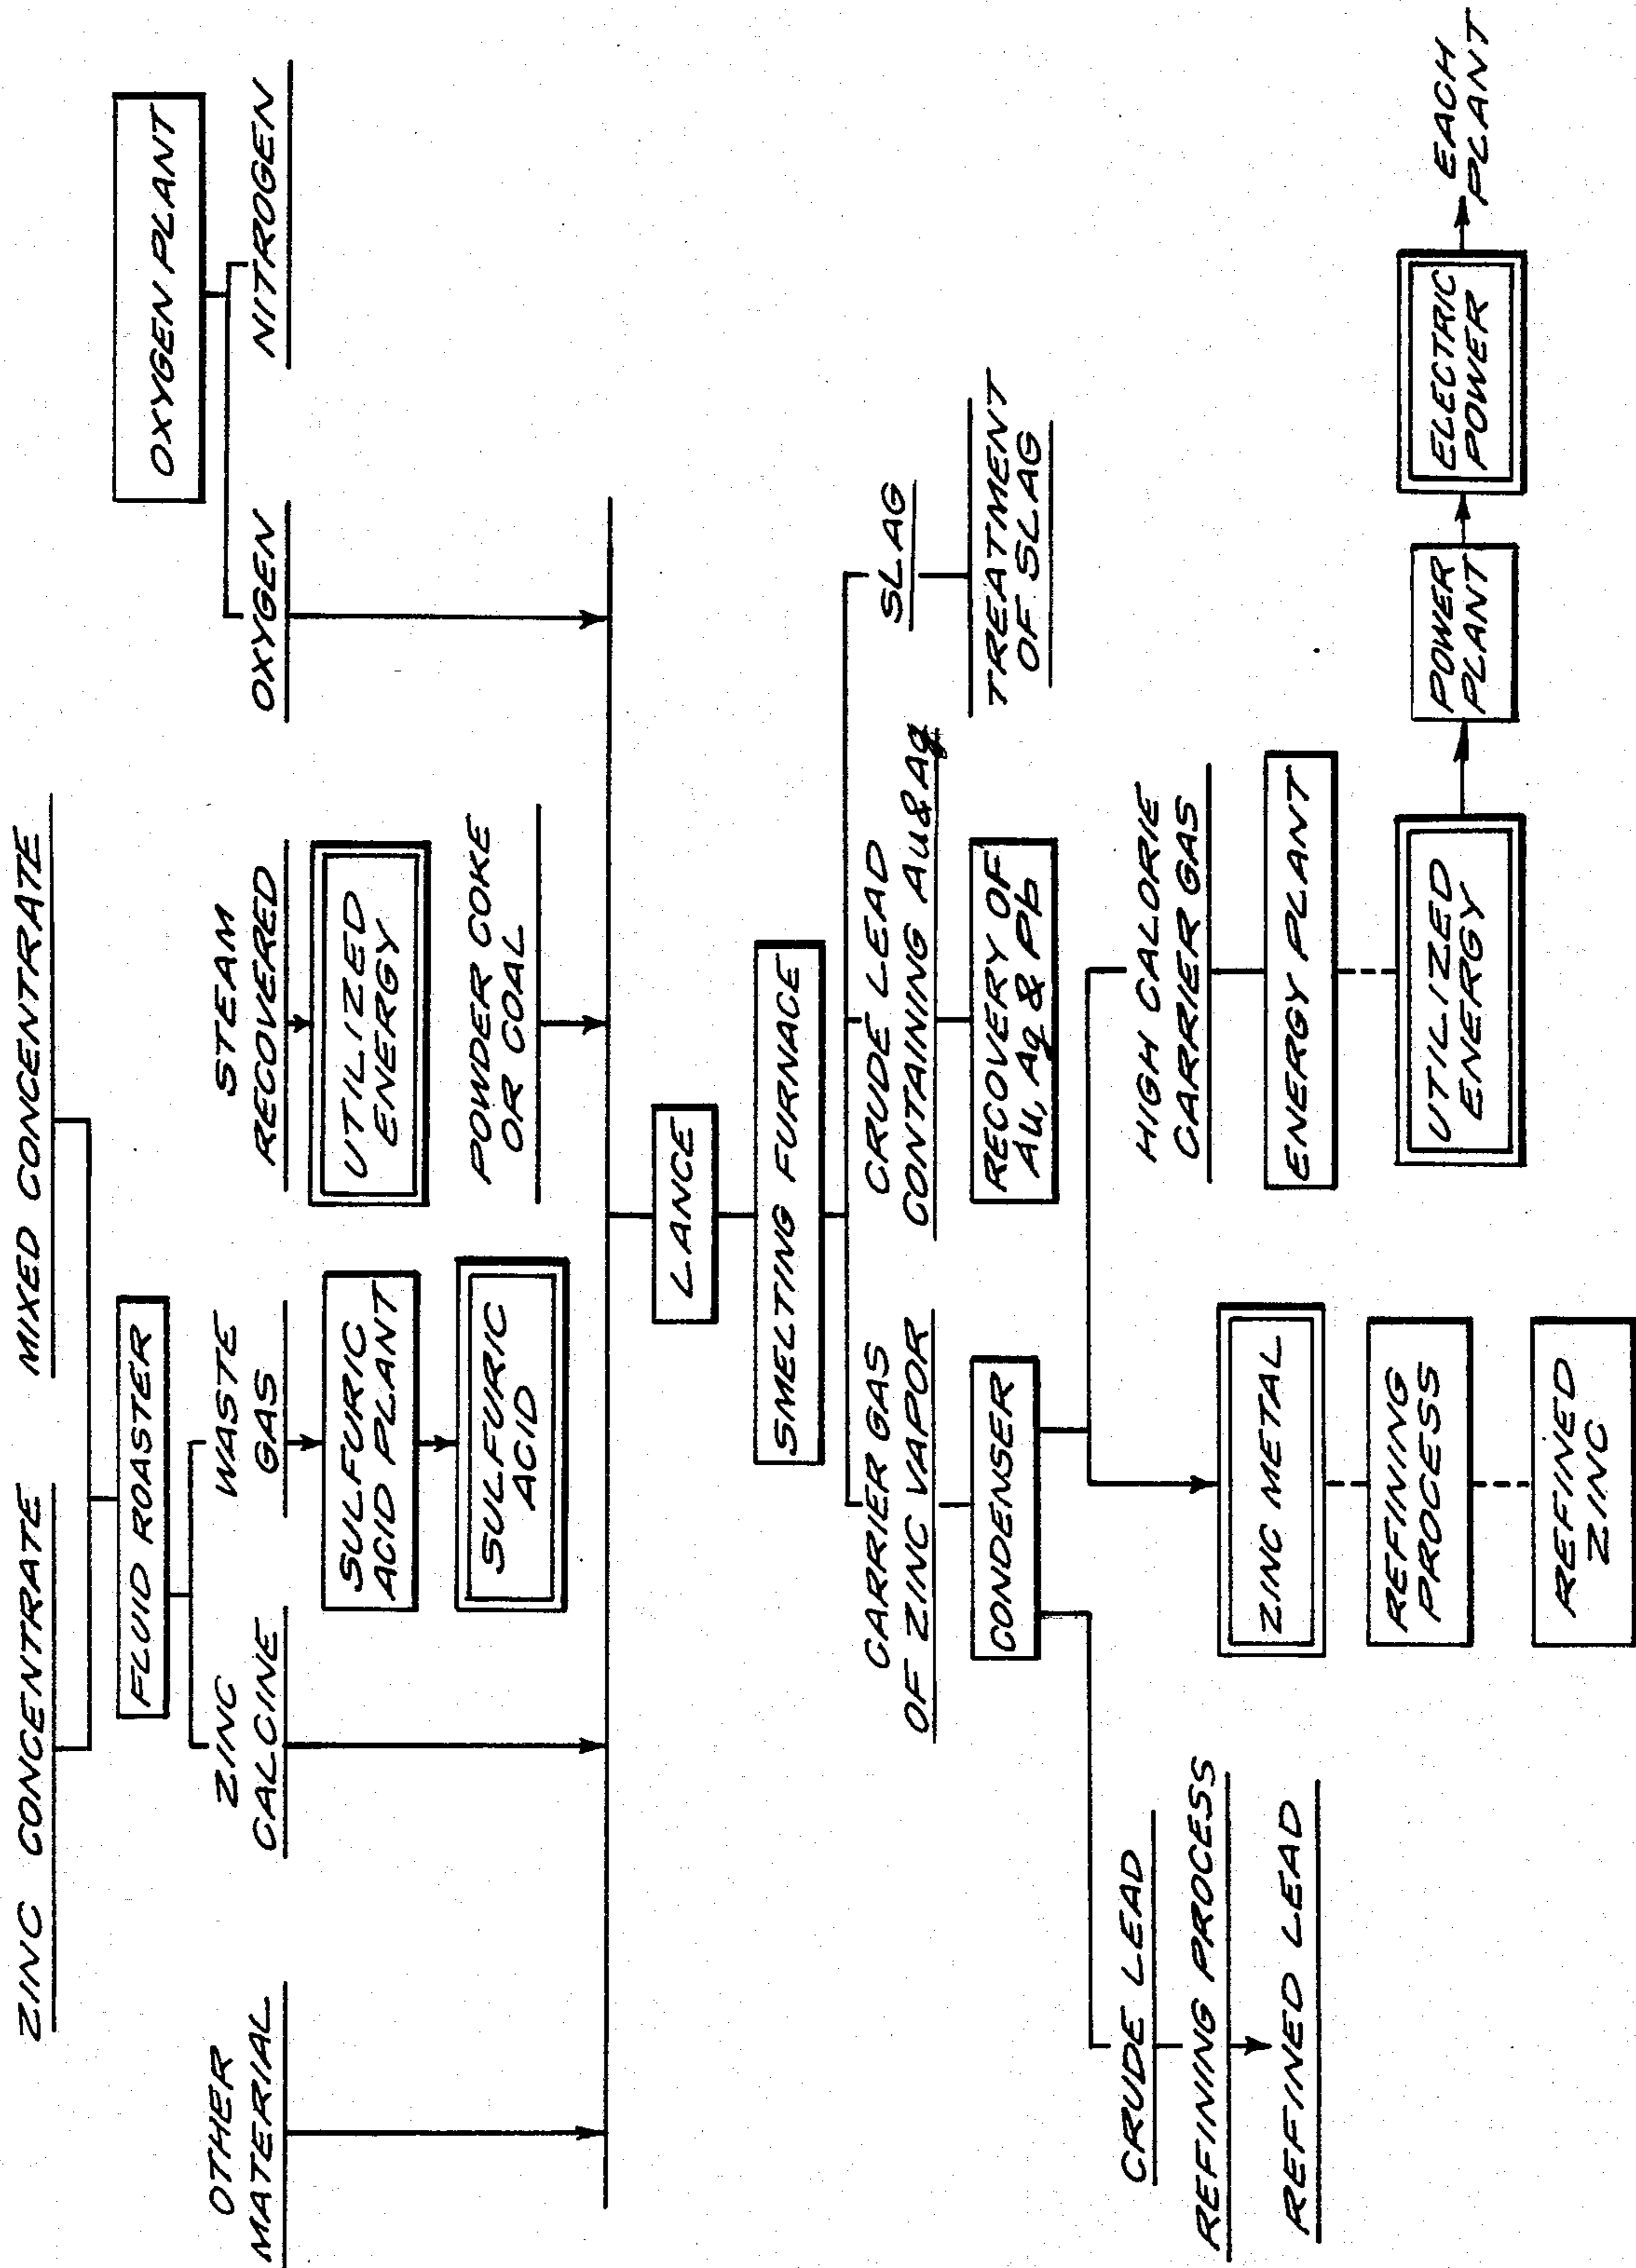 ZINC CONCENTRATE
MIXED CONCENTRATE
FLUID ROASTER
OXYGEN PLANT
OTHER
MATERIAL
ZINC
CALCINE
WASTE
GAS
STEAM
RECOVERED
OXYGEN
NITROGEN
SULFURIC
ACID PLANT
UTILIZED
ENERGY
SULFURIC
ACID
POWDER COKE
OR COAL
LANCE
SMELTING FURNACE
CARRIER GAS
OF ZINC VAPOR
CRUDE LEAD
CONTAINING Au & Ag
SLAG
CONDENSER
RECOVERY OF
Au, Ag & Pb
TREATMENT
OF SLAG
CRUDE LEAD
REFINING PROCESS
REFINED LEAD
HIGH CALORIE
CARRIER GAS
ZINC METAL
ENERGY PLANT
REFINING
PROCESS
UTILIZED
ENERGY
POWER
PLANT
ELECTRIC
POWER
EACH
PLANT
REFINED
ZINC